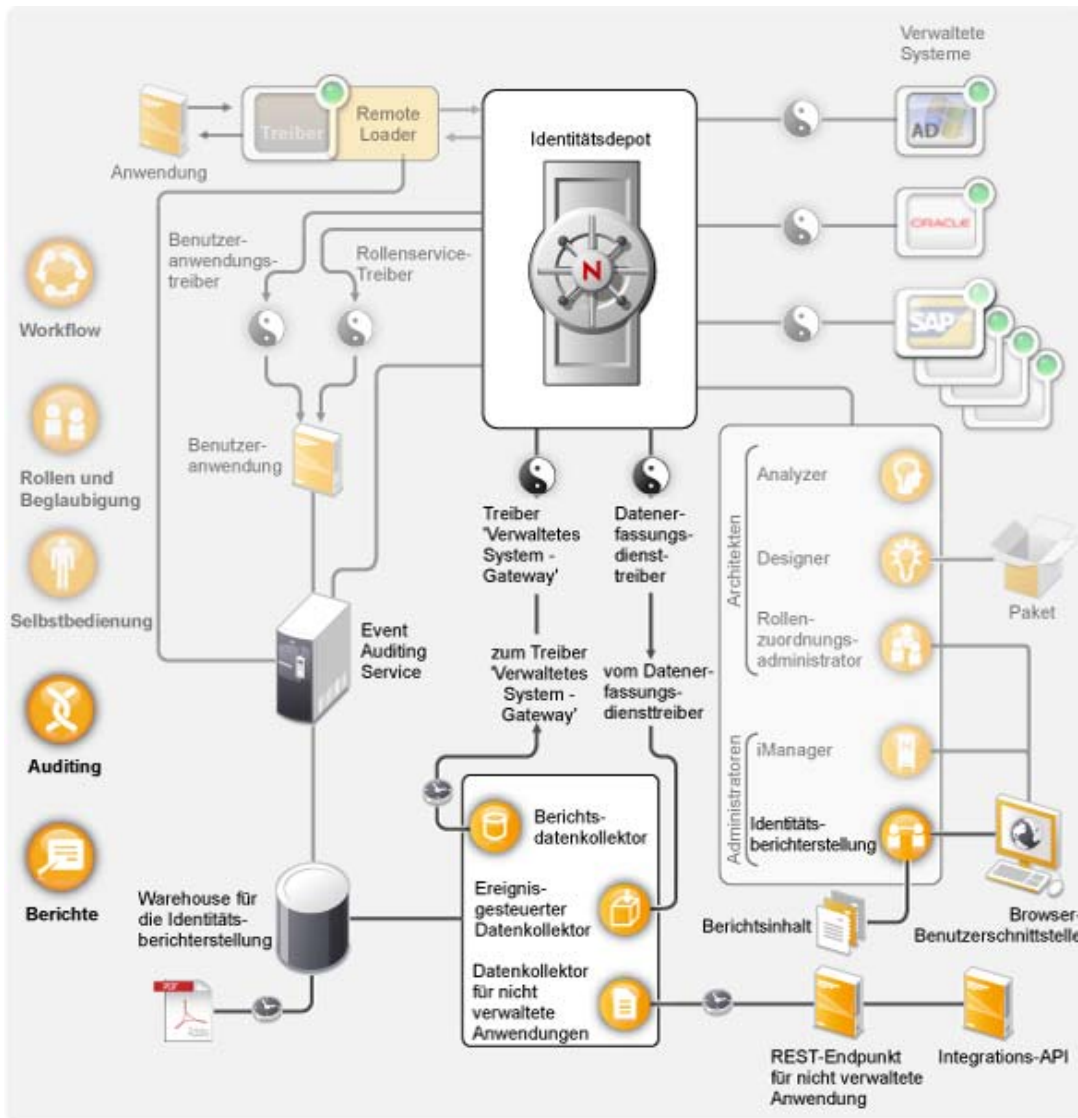 Verwaltete
Systeme
Treiber
Remote
Loader
Anwendung
Identitätsdepot
N
AD
ORACLE
SAP
Benutzer-
anwendungs-
treiber
Rollenservice-
Treiber
Workflow
Benutzer-
anwendung
Rollen und
Beglaubigung
Selbstbedienung
Auditing
Berichte
Event
Auditing
Service
Treiber
'Verwaltetes
System -
Gateway'
Datener-
fassungs-
dienst-
treiber
zum Treiber
'Verwaltetes
System -
Gateway'
vom Datener-
fassungs-
diensttreiber
Architekten
Analyzer
Designer
Rollen-
zuordnungs-
administrator
Paket
Administratoren
iManager
Identitäts-
berichterstellung
Berichtsinhalt
Browser-
Benutzerschnittstelle
Berichts-
datenkollektor
Ereignis-
gesteuerter
Datenkollektor
Datenkollektor
für nicht
verwaltete
Anwendungen
Warehouse für
die Identitäts-
berichterstellung
PDF
REST-Endpunkt
für nicht verwaltete
Anwendung
Integrations-API